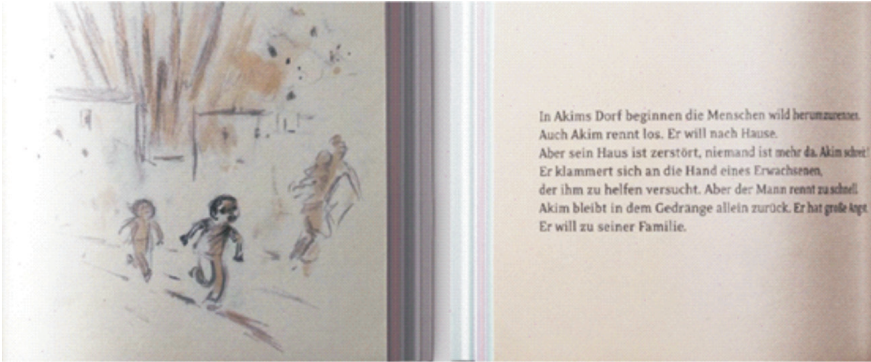 In Akims Dorf beginnen die Menschen wild herumzurennen.
Auch Akim rennt los. Er will nach Hause.
Aber sein Haus ist zerstört, niemand ist mehr da. Akim schreit!
Er klammert sich an die Hand eines Erwachsenen,
der ihm zu helfen versucht. Aber der Mann rennt zu schnell.
Akim bleibt in dem Gedränge allein zurück. Er hat große Angst.
Er will zu seiner Familie.